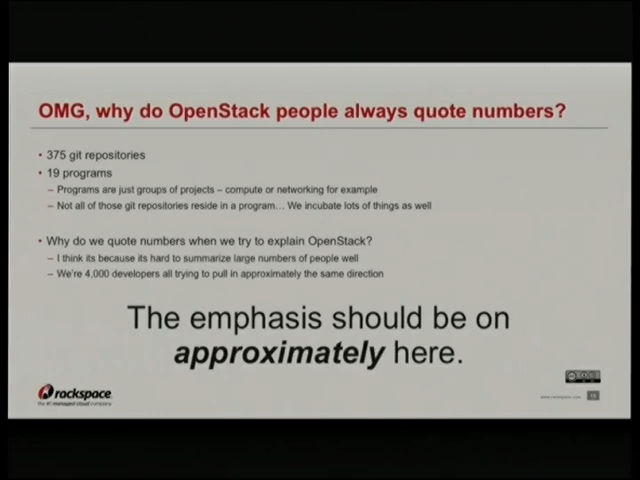 OMG, why do OpenStack people always quote numbers?
• 375 git repositories
• 19 programs
– Programs are just groups of projects – compute or networking for example
– Not all of those git repositories reside in a program... We incubate lots of things as well
• Why do we quote numbers when we try to explain OpenStack?
– I think its because its hard to summarize large numbers of people well
– We're 4,000 developers all trying to pull in approximately the same direction
The emphasis should be on
approximately here.
rackspace
the #1 managed cloud company
www.rackspace.com